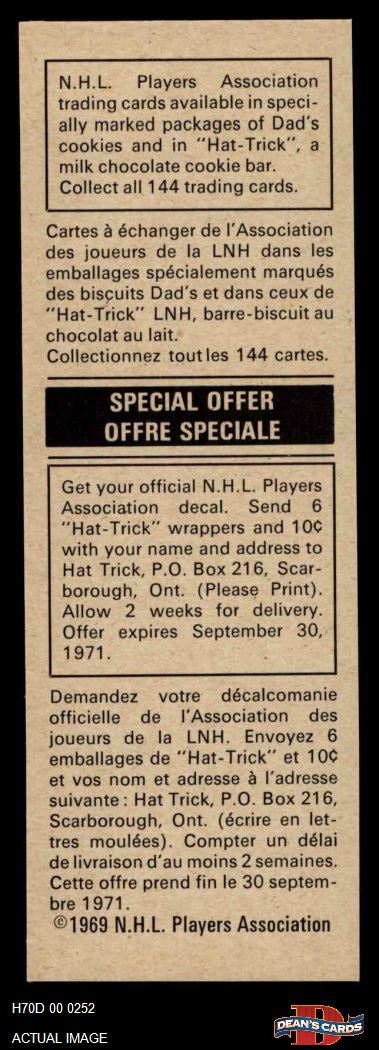 N.H.L. Players Association
trading cards available in speci-
ally marked packages of Dad's
cookies and in "Hat-Trick", a
milk chocolate cookie bar.
Collect all 144 trading cards.
Cartes à échanger de l'Association
des joueurs de la LNH dans les
emballages spécialement marqués
des biscuits Dad's et dans ceux de
"Hat-Trick" LNH, barre-biscuit au
chocolat au lait.
Collectionnez toutles 144 cartes.
SPECIAL OFFER
OFFRE SPECIALE
Get your official N.H.L. Players
Association decal. Send 6
"Hat-Trick" wrappers and 10¢
with your name and address to
Hat Trick, P.O. Box 216, Scar-
borough, Ont. (Please Print).
Allow 2 weeks for delivery.
Offer expires September 30,
1971.
Demandez votre décalcomanie
officielle de l'Association des
joueurs de la LNH. Envoyez 6
emballages de "Hat-Trick" et 10¢
et vos nom et adresse à l'adresse
suivante: Hat Trick, P.O. Box 216,
Scarborough, Ont. (écrire en let-
tres moulées). Compter un délai
de livraison d'au moins 2 semaines.
Cette offre prend fin le 30 septem-
bre 1971.
©1969 N.H.L. Players Association
H70D 00 0252
ACTUAL IMAGE
DEAN'S CARDS